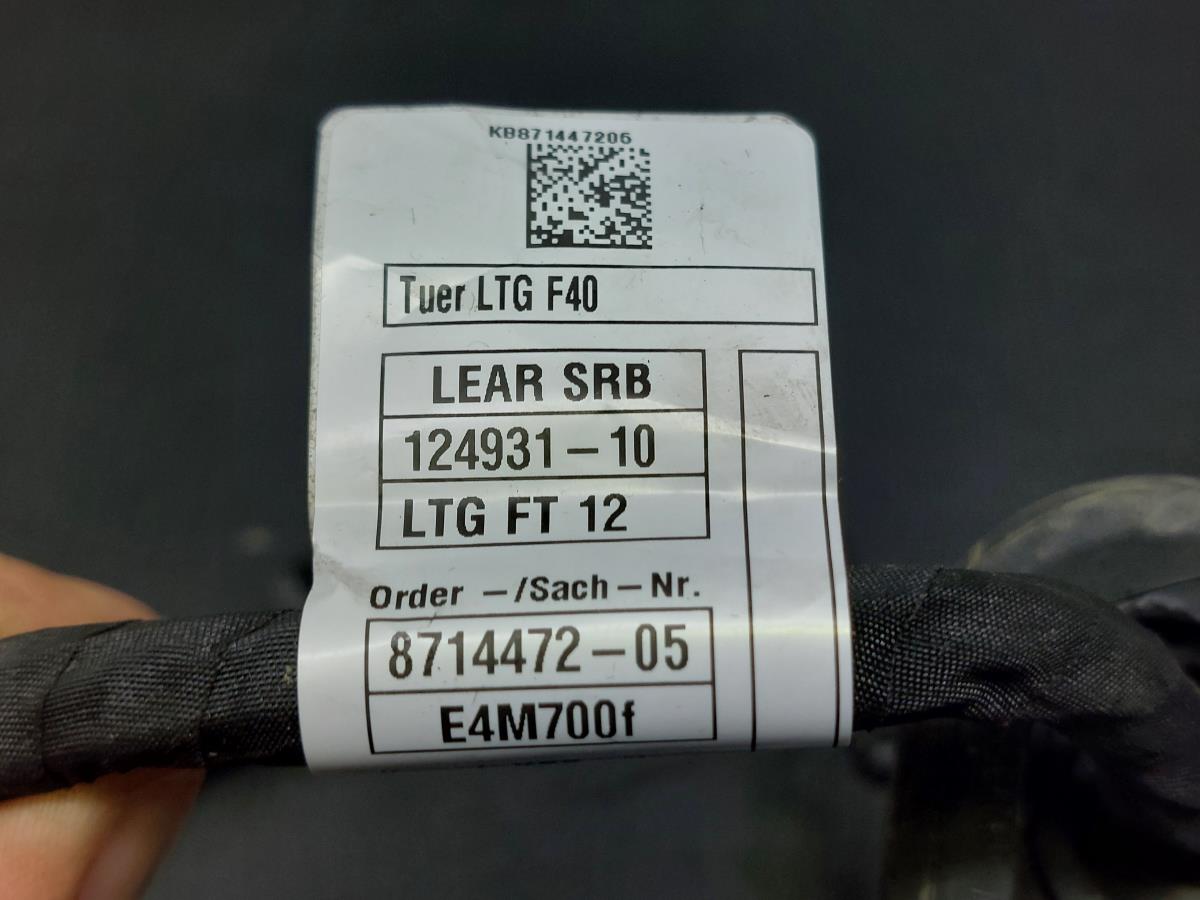 KB871447205
Tuer LTG F40
LEAR SRB
124931-10
LTG FT 12
Order -/Sach-Nr.
8714472-05
E4M700f